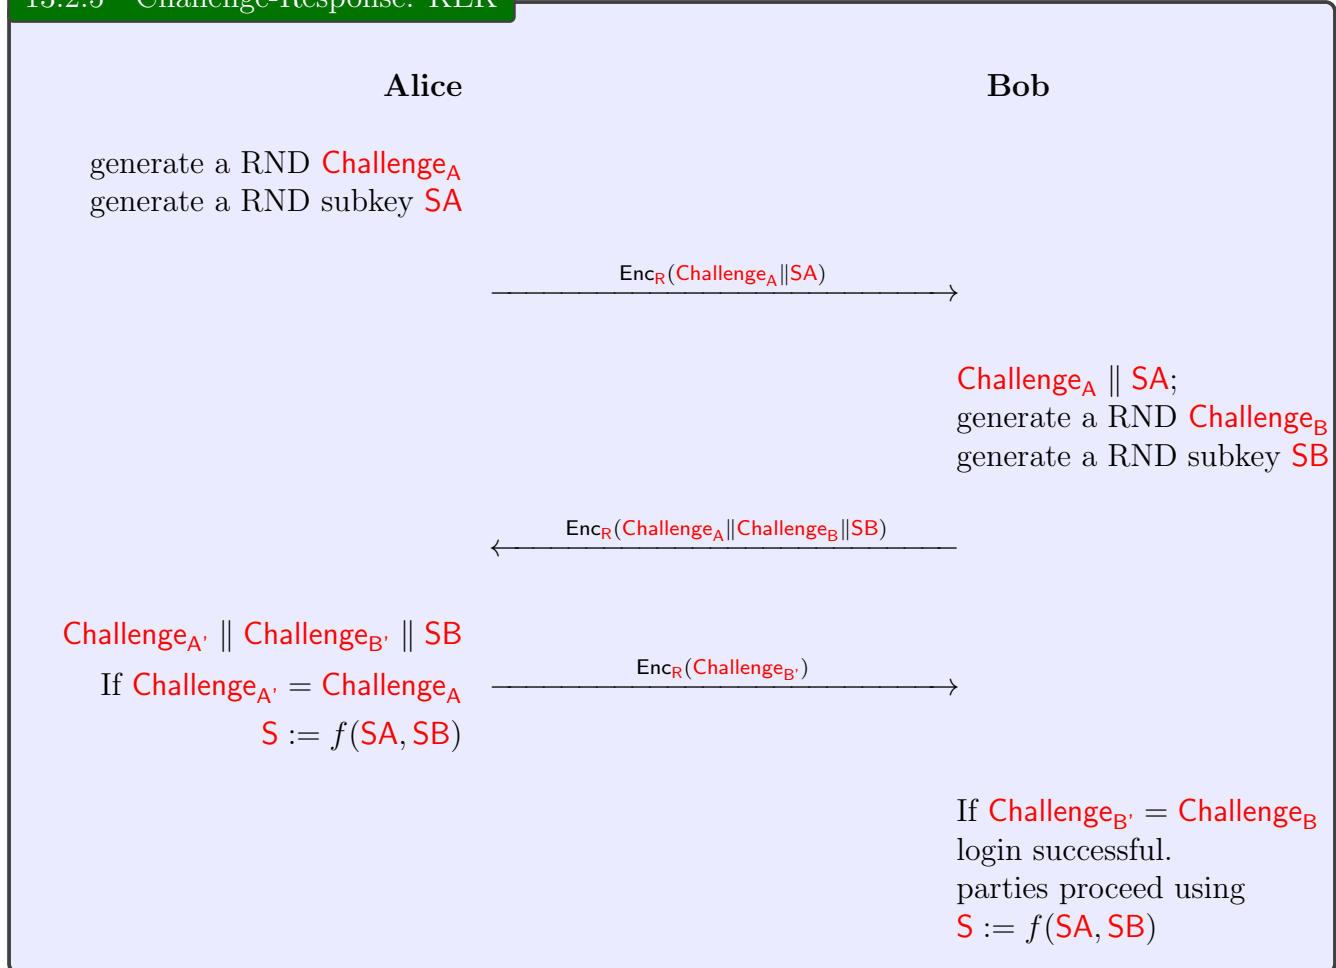 Alice Bob
generate a RND Challenge_A
generate a RND subkey SA
Enc_R(Challenge_A‖SA)
Challenge_A ‖ SA;
generate a RND Challenge_B
generate a RND subkey SB
Enc_R(Challenge_A‖Challenge_B‖SB)
Challenge_A' ‖ Challenge_B' ‖ SB
If Challenge_A' = Challenge_A
Enc_R(Challenge_B')
S := f(SA, SB)
If Challenge_B' = Challenge_B
login successful.
parties proceed using
S := f(SA, SB)